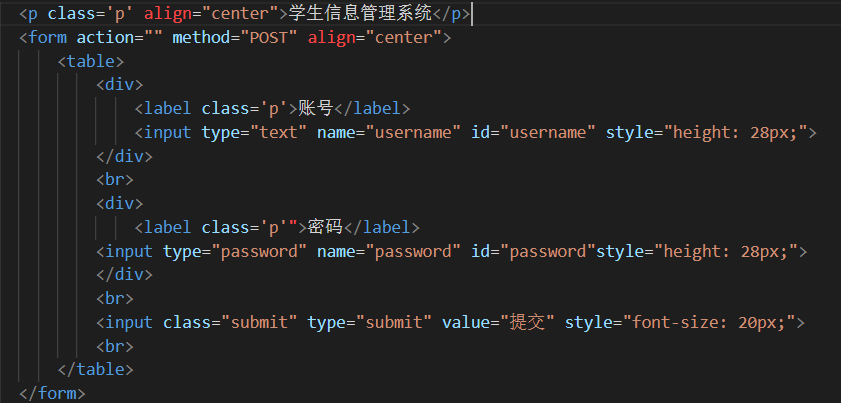 <p class='p' align="center">学生信息管理系统</p>
<form action="" method="POST" align="center">
<table>
<div>
<label class='p'>账号</label>
<input type="text" name="username" id="username" style="height: 28px;">
</div>
<br>
<div>
<label class='p'">密码</label>
<input type="password" name="password" id="password"style="height: 28px;">
</div>
<br>
<input class="submit" type="submit" value="提交" style="font-size: 20px;">
<br>
</table>
</form>